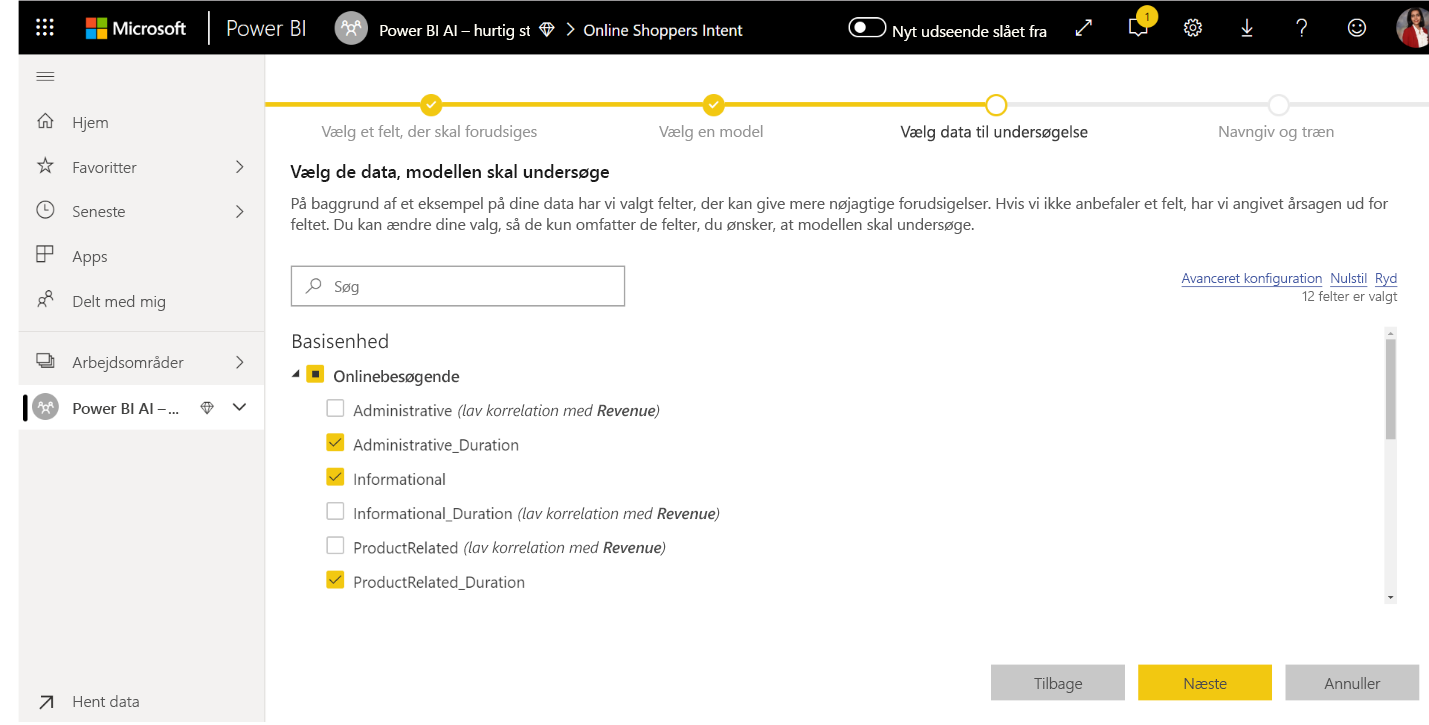 Microsoft
Power BI
Power BI AI – hurtig st
Online Shoppers Intent
Nyt udseende slået fra
1
Hjem
Favoritter
Seneste
Apps
Delt med mig
Arbejdsområder
Power BI AI – ...
Hent data
Vælg et felt, der skal forudsiges
Vælg en model
Vælg data til undersøgelse
Navngiv og træn
Vælg de data, modellen skal undersøge
På baggrund af et eksempel på dine data har vi valgt felter, der kan give mere nøjagtige forudsigelser. Hvis vi ikke anbefaler et felt, har vi angivet årsagen ud for
feltet. Du kan ændre dine valg, så de kun omfatter de felter, du ønsker, at modellen skal undersøge.
Søg
Avanceret konfiguration Nulstil Ryd
12 felter er valgt
Basisenhed
Onlinebesøgende
Administrative (lav korrelation med Revenue)
Administrative_Duration
Informational
Informational_Duration (lav korrelation med Revenue)
ProductRelated (lav korrelation med Revenue)
ProductRelated_Duration
Tilbage
Næste
Annuller